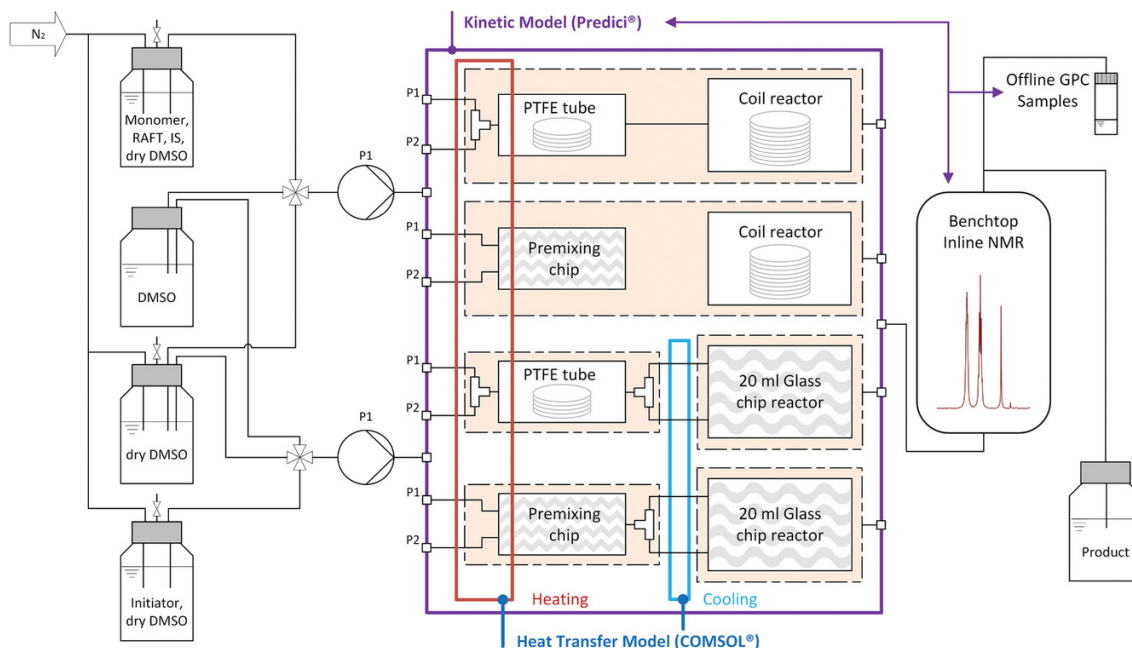 N₂
Kinetic Model (Predici®)
Monomer,
RAFT, IS,
dry DMSO
P1
DMSO
dry DMSO
P1
Initiator,
dry DMSO
P1
P2
PTFE tube
Coil reactor
P1
P2
Premixing
chip
Coil reactor
P1
P2
PTFE tube
20 ml Glass
chip reactor
P1
P2
Premixing
chip
20 ml Glass
chip reactor
Heating
Cooling
Heat Transfer Model (COMSOL®)
Offline GPC
Samples
Benchtop
Inline NMR
Product